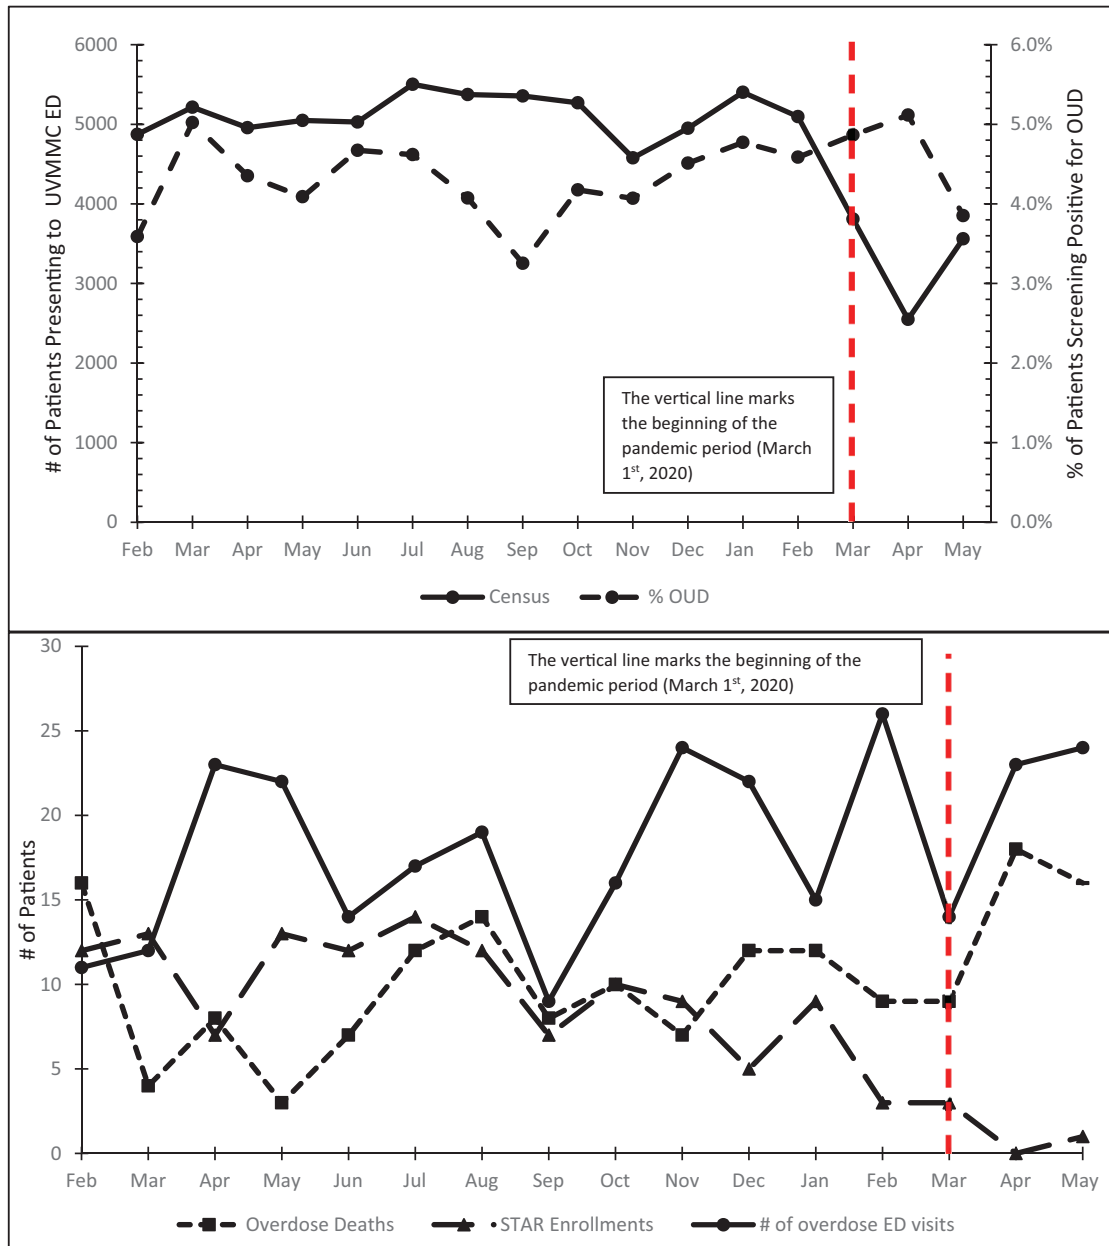 6000
5000
4000
3000
2000
1000
0
# of Patients Presenting to UVMMC ED
6.0%
5.0%
4.0%
3.0%
2.0%
1.0%
0.0%
% of Patients Screening Positive for OUD
The vertical line marks
the beginning of the
pandemic period (March
1st, 2020)
Feb Mar Apr May Jun Jul Aug Sep Oct Nov Dec Jan Feb Mar Apr May
Census % OUD
30
25
20
15
10
5
0
# of Patients
The vertical line marks the beginning of the
pandemic period (March 1st, 2020)
Feb Mar Apr May Jun Jul Aug Sep Oct Nov Dec Jan Feb Mar Apr May
Overdose Deaths STAR Enrollments # of overdose ED visits